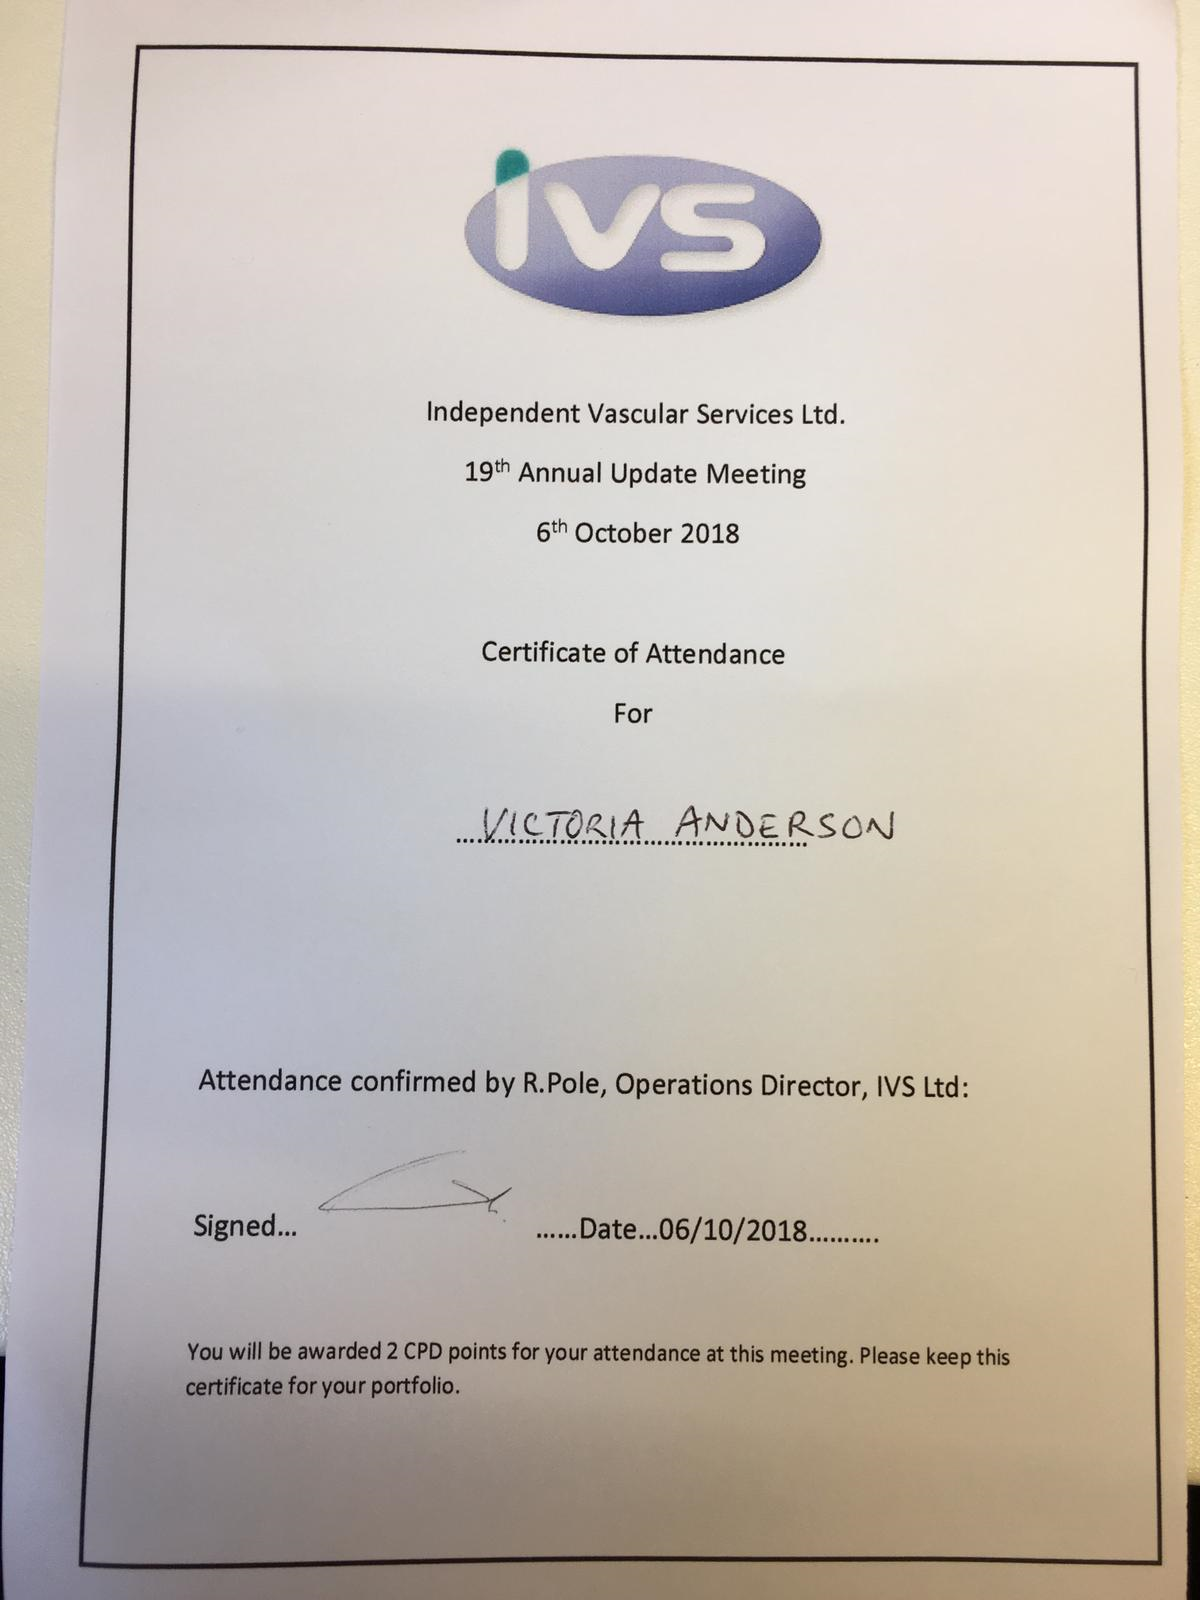 ivs
Independent Vascular Services Ltd.
19th Annual Update Meeting
6th October 2018
Certificate of Attendance
For
...VICTORIA ANDERSON
Attendance confirmed by R.Pole, Operations Director, IVS Ltd:
Signed... ......Date...06/10/2018..........
You will be awarded 2 CPD points for your attendance at this meeting. Please keep this
certificate for your portfolio.